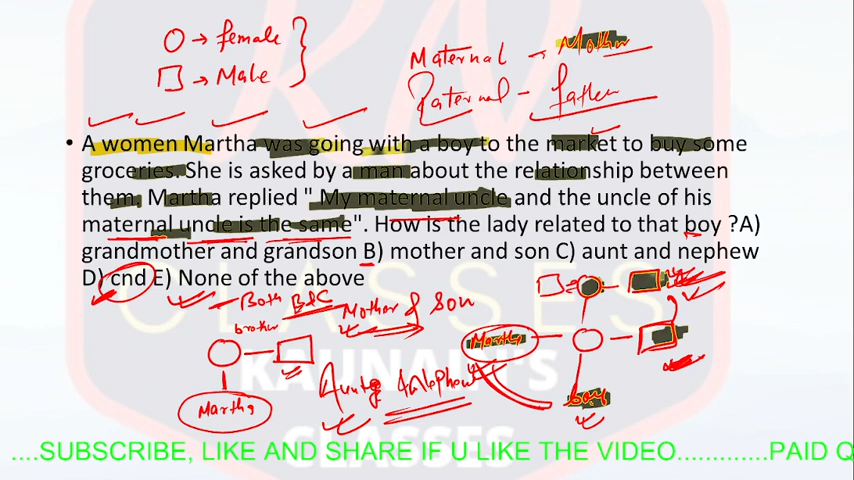 ○ → female
□ → Male
Maternal - Mother
Paternal - father
• A women Martha was going with a boy to the market to buy some
groceries. She is asked by a man about the relationship between
them. Martha replied " My maternal uncle and the uncle of his
maternal uncle is the same". How is the lady related to that boy ?A)
grandmother and grandson B) mother and son C) aunt and nephew
D) cnd E) None of the above
Both B&C
Mother & Son
brother
Martha
Aunty & Nephew
Martha
boy
CLASSES
KAUNAIN'S
CLASSES
....SUBSCRIBE, LIKE AND SHARE IF U LIKE THE VIDEO.............PAID Q